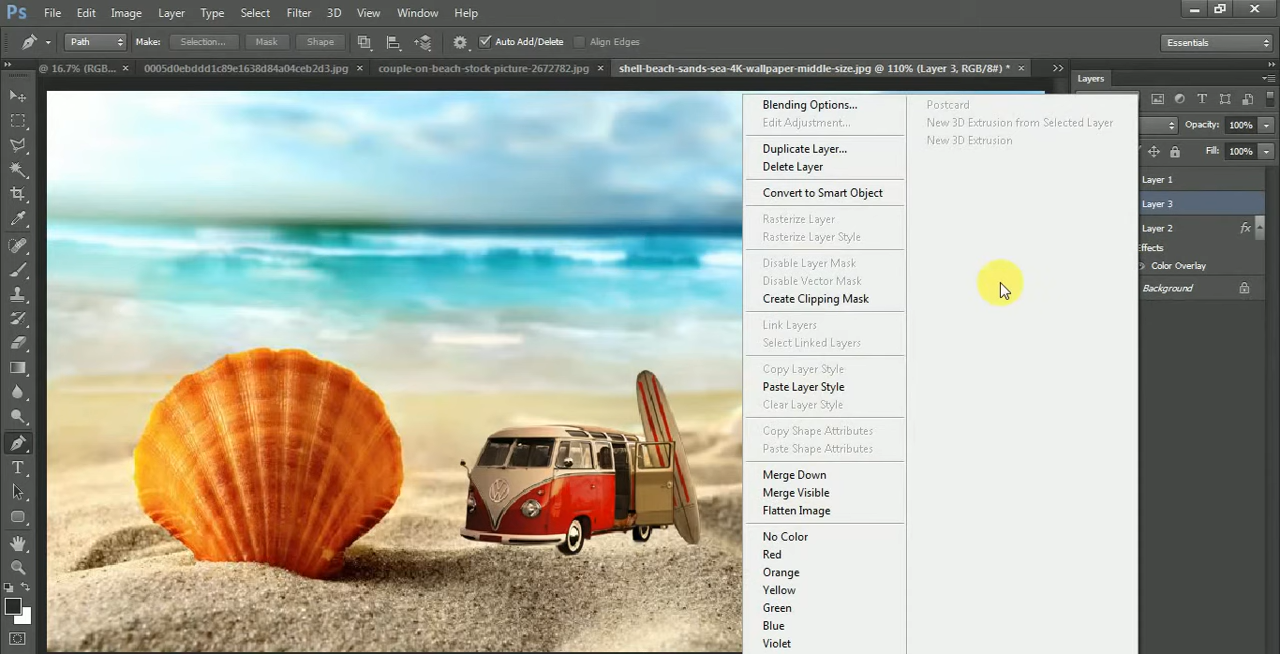 Ps File Edit Image Layer Type Select Filter 3D View Window Help
Path Make: Selection... Mask Shape Auto Add/Delete Align Edges Essentials
@ 16.7% (RGB... × 0005d0ebddd1c89e1638d84a04ceb2d3.jpg × couple-on-beach-stock-picture-2672782.jpg × shell-beach-sands-sea-4K-wallpaper-middle-size.jpg @ 110% (Layer 3, RGB/8#) * ×
Layers
Opacity: 100%
Fill: 100%
Layer 1
Layer 3
Layer 2 fx
Effects
Color Overlay
Background
Blending Options...
Edit Adjustment...
Duplicate Layer...
Delete Layer
Convert to Smart Object
Rasterize Layer
Rasterize Layer Style
Disable Layer Mask
Disable Vector Mask
Create Clipping Mask
Link Layers
Select Linked Layers
Copy Layer Style
Paste Layer Style
Clear Layer Style
Copy Shape Attributes
Paste Shape Attributes
Merge Down
Merge Visible
Flatten Image
No Color
Red
Orange
Yellow
Green
Blue
Violet
Postcard
New 3D Extrusion from Selected Layer
New 3D Extrusion